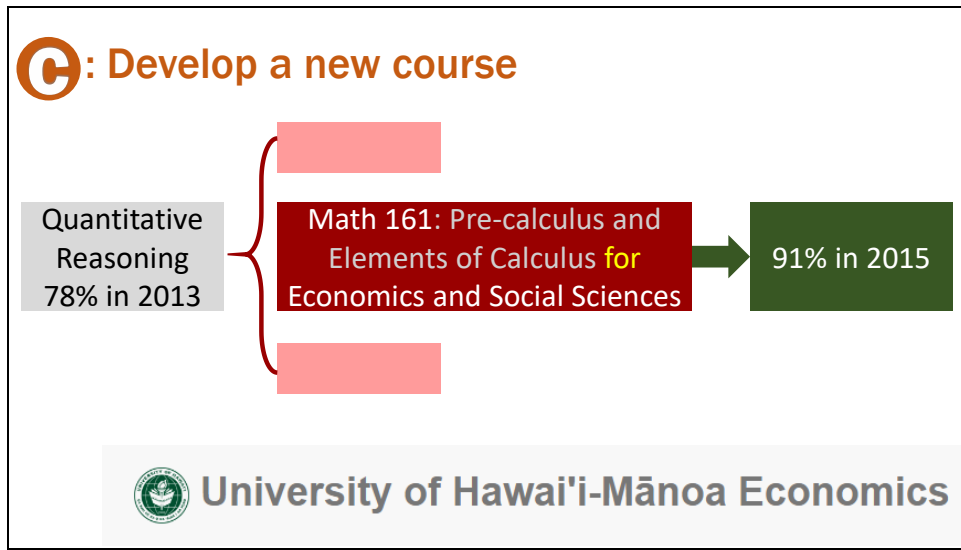 C: Develop a new course
Quantitative
Reasoning
78% in 2013
Math 161: Pre-calculus and
Elements of Calculus for
Economics and Social Sciences
91% in 2015
University of Hawai'i-Mānoa Economics